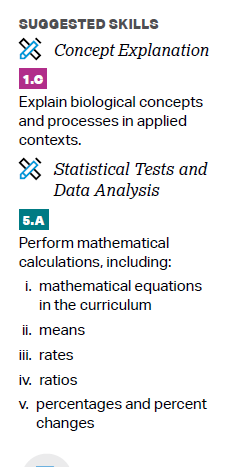 SUGGESTED SKILLS
Concept Explanation
1.C
Explain biological concepts
and processes in applied
contexts.
Statistical Tests and
Data Analysis
5.A
Perform mathematical
calculations, including:
i. mathematical equations
in the curriculum
ii. means
iii. rates
iv. ratios
v. percentages and percent
changes